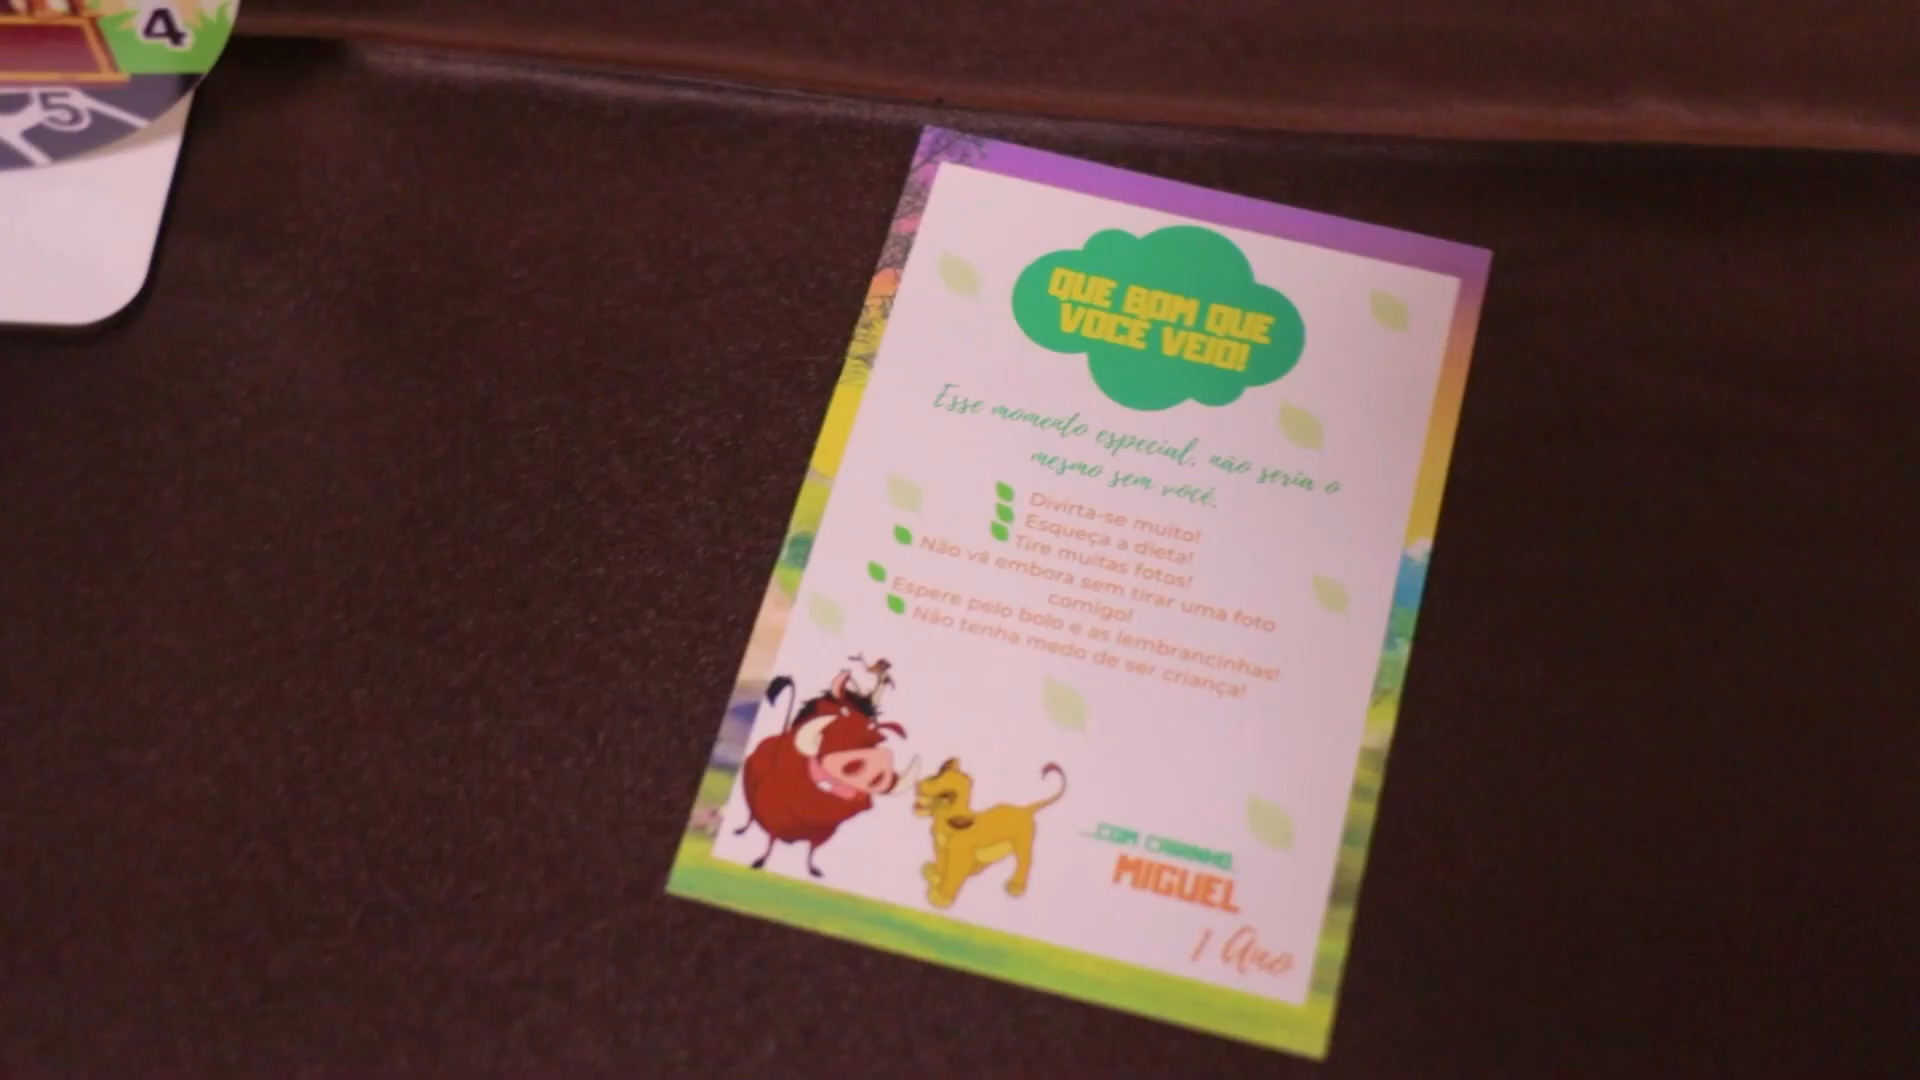 4
5
QUE BOM QUE
VOCÊ VEIO!
Esse momento especial, não seria o
mesmo sem você.
Divirta-se muito!
Esqueça a dieta!
Tire muitas fotos!
Não vá embora sem tirar uma foto
comigo!
Espere pelo bolo e as lembrancinhas!
Não tenha medo de ser criança!
COM CARINHO,
MIGUEL
1 Ano